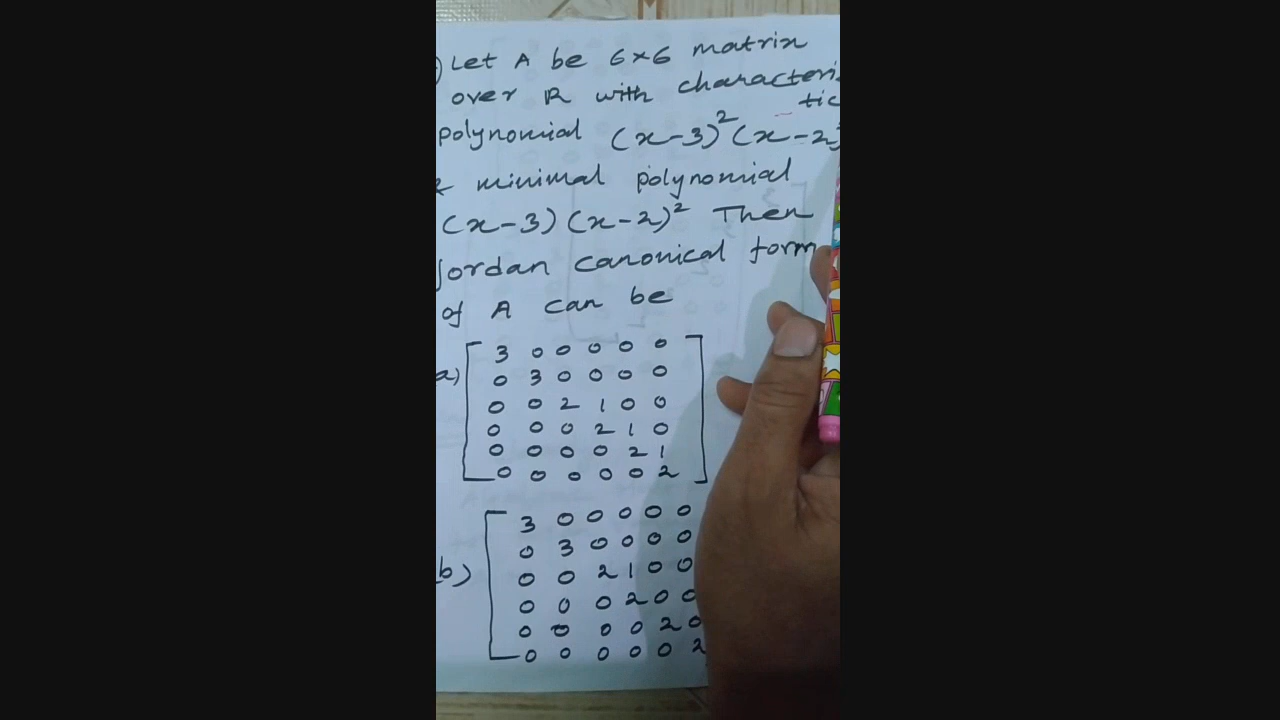 Let A be 6×6 matrix
over R with characteris
tic
polynomial (x-3)²(x-2)
& minimal polynomial
(x-3)(x-2)² Then
Jordan canonical form
of A can be
a) [ 3 0 0 0 0 0
0 3 0 0 0 0
0 0 2 1 0 0
0 0 0 2 1 0
0 0 0 0 2 1
0 0 0 0 0 2 ]
b) [ 3 0 0 0 0 0
0 3 0 0 0 0
0 0 2 1 0 0
0 0 0 2 0 0
0 0 0 0 2 0
0 0 0 0 0 2